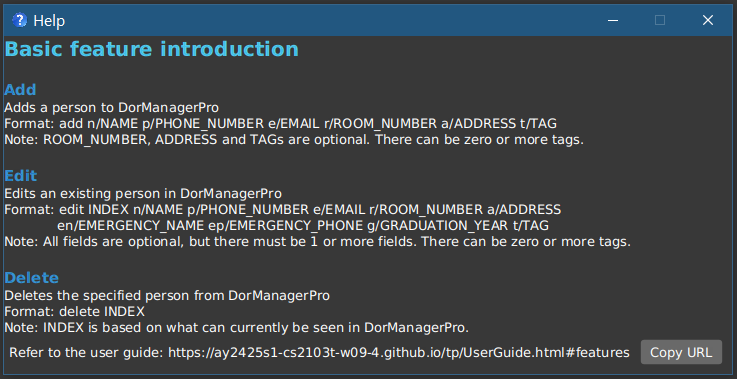 Help
Basic feature introduction
Add
Adds a person to DorManagerPro
Format: add n/NAME p/PHONE_NUMBER e/EMAIL r/ROOM_NUMBER a/ADDRESS t/TAG
Note: ROOM_NUMBER, ADDRESS and TAGs are optional. There can be zero or more tags.
Edit
Edits an existing person in DorManagerPro
Format: edit INDEX n/NAME p/PHONE_NUMBER e/EMAIL r/ROOM_NUMBER a/ADDRESS
en/EMERGENCY_NAME ep/EMERGENCY_PHONE g/GRADUATION_YEAR t/TAG
Note: All fields are optional, but there must be 1 or more fields. There can be zero or more tags.
Delete
Deletes the specified person from DorManagerPro
Format: delete INDEX
Note: INDEX is based on what can currently be seen in DorManagerPro.
Refer to the user guide: https://ay2425s1-cs2103t-w09-4.github.io/tp/UserGuide.html#features Copy URL